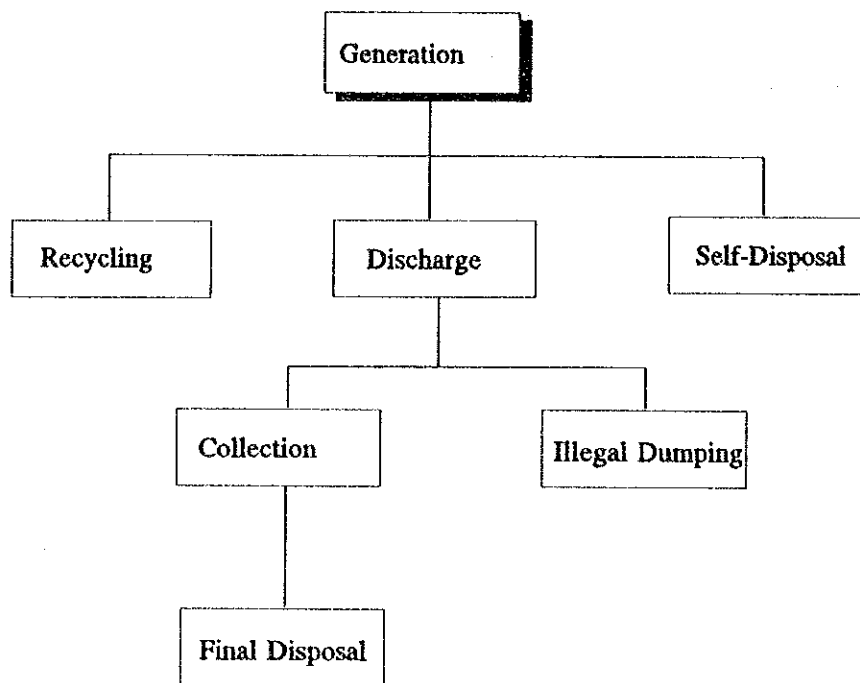 Generation
Recycling
Discharge
Self-Disposal
Collection
Illegal Dumping
Final Disposal